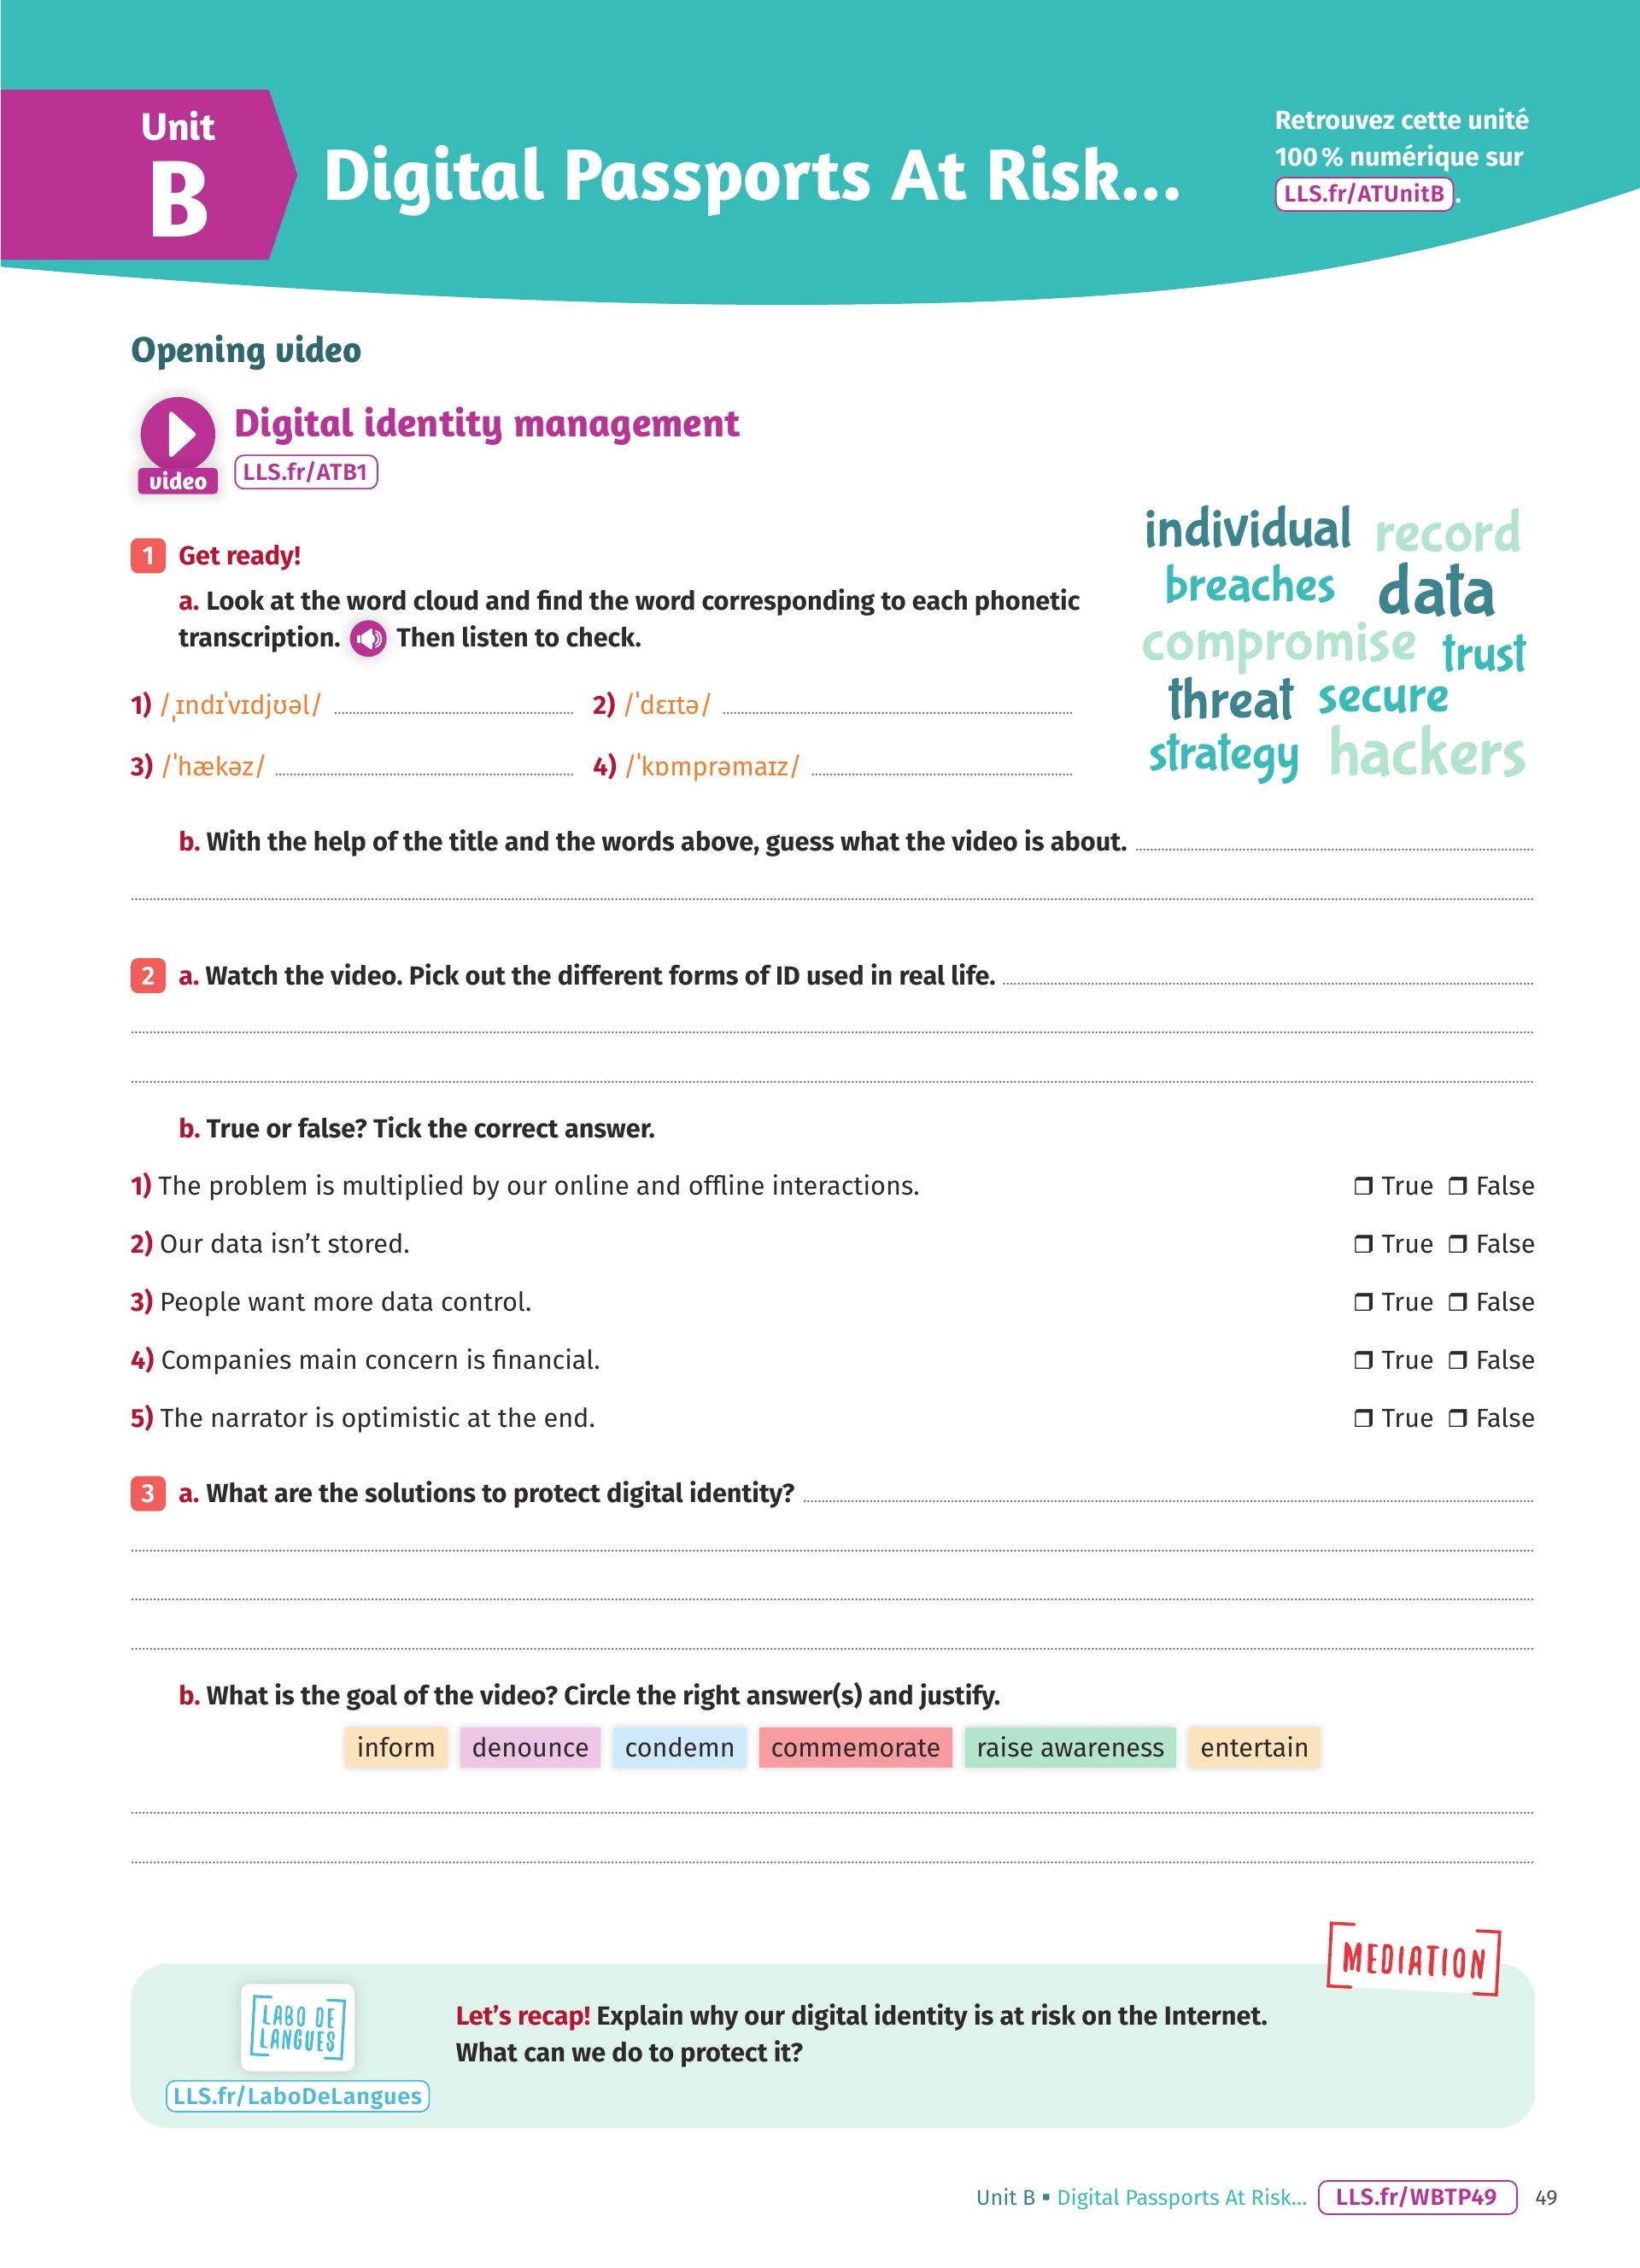 Unit
B
Digital Passports At Risk...
Retrouvez cette unité
100 % numérique sur
LLS.fr/ATUnitB.
Opening video
video
Digital identity management
LLS.fr/ATB1
1 Get ready!
a. Look at the word cloud and find the word corresponding to each phonetic
transcription. Then listen to check.
individual record
breaches data
compromise trust
threat secure
strategy hackers
1) /ˌɪndɪˈvɪdjʊəl/ 2) /ˈdɛɪtə/
3) /ˈhækəz/ 4) /ˈkɒmprəmaɪz/
b. With the help of the title and the words above, guess what the video is about.
2 a. Watch the video. Pick out the different forms of ID used in real life.
b. True or false? Tick the correct answer.
1) The problem is multiplied by our online and offline interactions. ❒ True ❒ False
2) Our data isn’t stored. ❒ True ❒ False
3) People want more data control. ❒ True ❒ False
4) Companies main concern is financial. ❒ True ❒ False
5) The narrator is optimistic at the end. ❒ True ❒ False
3 a. What are the solutions to protect digital identity?
b. What is the goal of the video? Circle the right answer(s) and justify.
inform denounce condemn commemorate raise awareness entertain
MEDIATION
LABO DE
LANGUES
LLS.fr/LaboDeLangues
Let’s recap! Explain why our digital identity is at risk on the Internet.
What can we do to protect it?
Unit B ▪ Digital Passports At Risk... LLS.fr/WBTP49 49